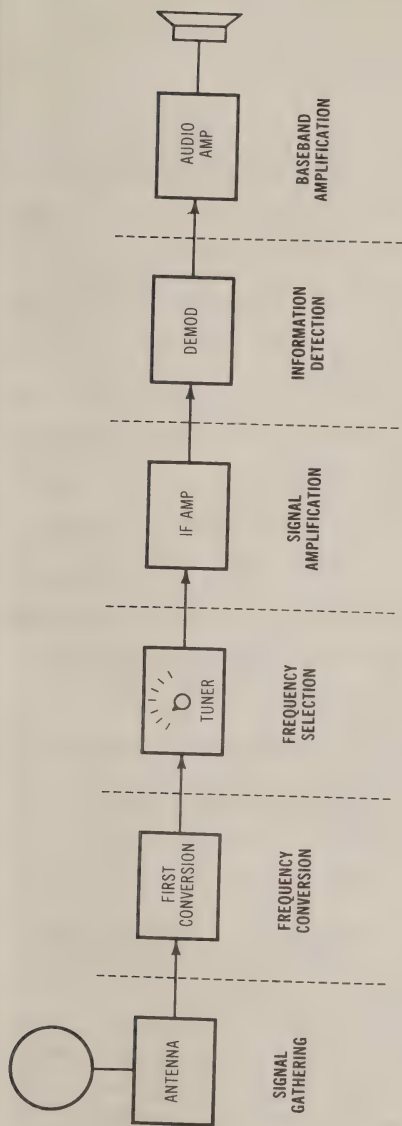 ANTENNA
FIRST
CONVERSION
TUNER
IF AMP
DEMOD
AUDIO
AMP
SIGNAL
GATHERING
FREQUENCY
CONVERSION
FREQUENCY
SELECTION
SIGNAL
AMPLIFICATION
INFORMATION
DETECTION
BASEBAND
AMPLIFICATION